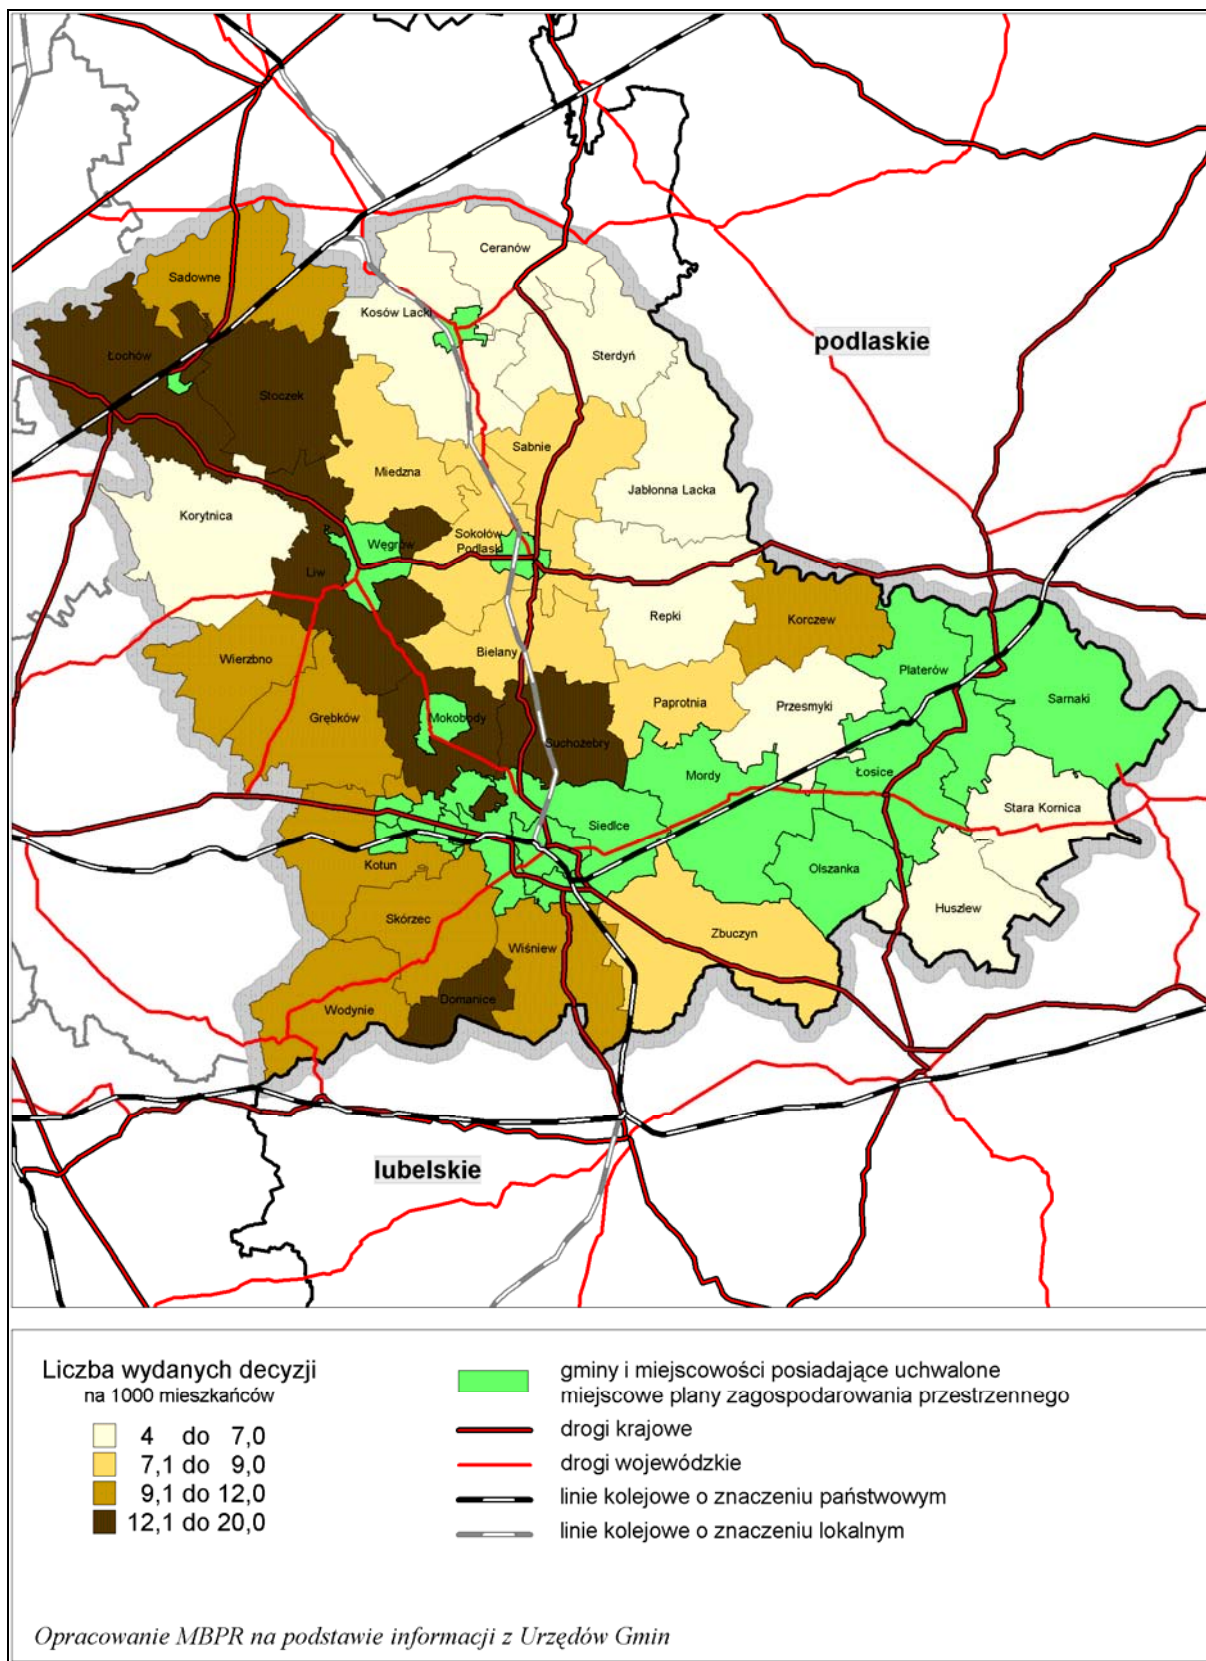 Ceranów
Sadowne
Kosów Lacki
podlaskie
Łochów
Sterdyń
Stoczek
Sabnie
Miedzna
Jabłonna Lacka
Korytnica
Węgrów
Sokołów
Podlaski
Liw
Repki
Korczew
Bielany
Wierzbno
Platerów
Sarnaki
Paprotnia
Przesmyki
Grębków
Mokobody
Suchożebry
Mordy
Łosice
Stara Kornica
Siedlce
Kotuń
Olszanka
Huszlew
Skórzec
Zbuczyn
Wiśniew
Wodynie
Domanice
lubelskie
Liczba wydanych decyzji
na 1000 mieszkańców
4 do 7,0
7,1 do 9,0
9,1 do 12,0
12,1 do 20,0
gminy i miejscowości posiadające uchwalone
miejscowe plany zagospodarowania przestrzennego
drogi krajowe
drogi wojewódzkie
linie kolejowe o znaczeniu państwowym
linie kolejowe o znaczeniu lokalnym
Opracowanie MBPR na podstawie informacji z Urzędów Gmin